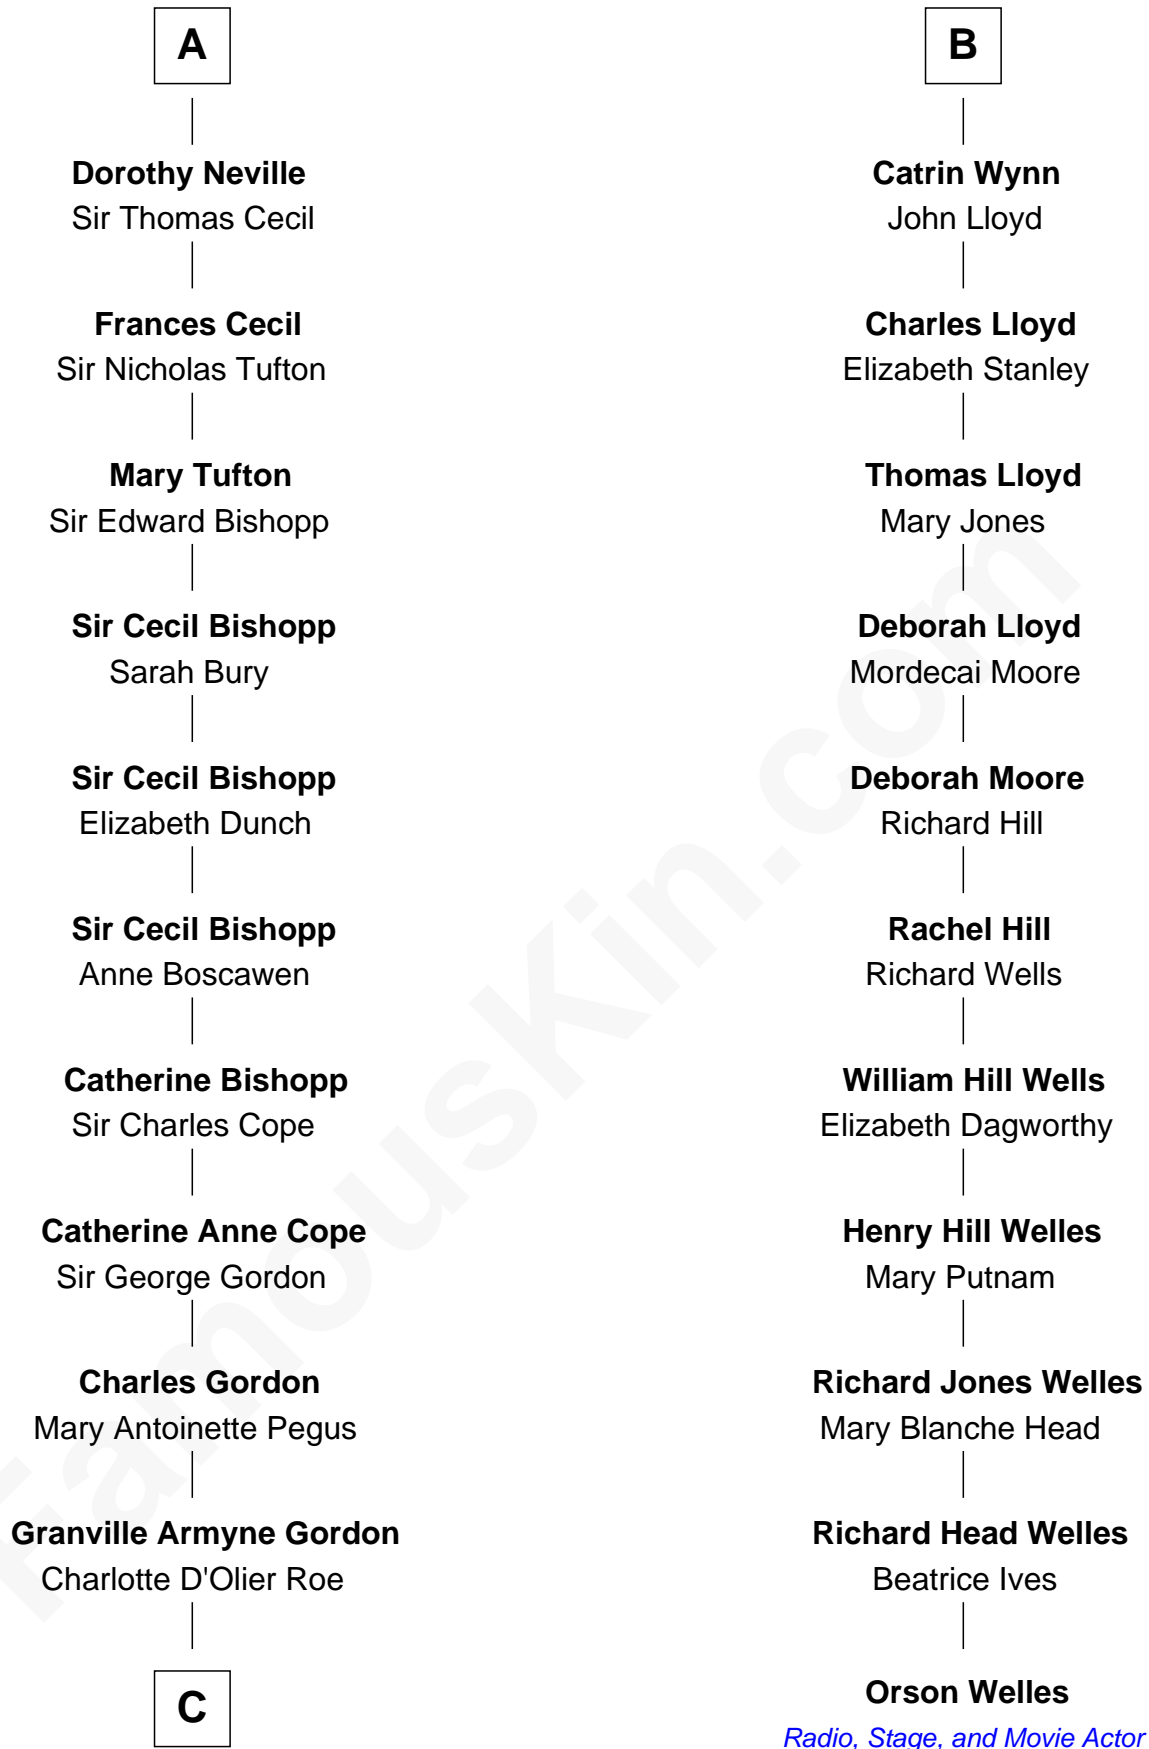 A
Dorothy Neville
Sir Thomas Cecil
Frances Cecil
Sir Nicholas Tufton
Mary Tufton
Sir Edward Bishopp
Sir Cecil Bishopp
Sarah Bury
Sir Cecil Bishopp
Elizabeth Dunch
Sir Cecil Bishopp
Anne Boscawen
Catherine Bishopp
Sir Charles Cope
Catherine Anne Cope
Sir George Gordon
Charles Gordon
Mary Antoinette Pegus
Granville Armyne Gordon
Charlotte D'Olier Roe
C
B
Catrin Wynn
John Lloyd
Charles Lloyd
Elizabeth Stanley
Thomas Lloyd
Mary Jones
Deborah Lloyd
Mordecai Moore
Deborah Moore
Richard Hill
Rachel Hill
Richard Wells
William Hill Wells
Elizabeth Dagworthy
Henry Hill Welles
Mary Putnam
Richard Jones Welles
Mary Blanche Head
Richard Head Welles
Beatrice Ives
Orson Welles
Radio, Stage, and Movie Actor
FamousKin.com